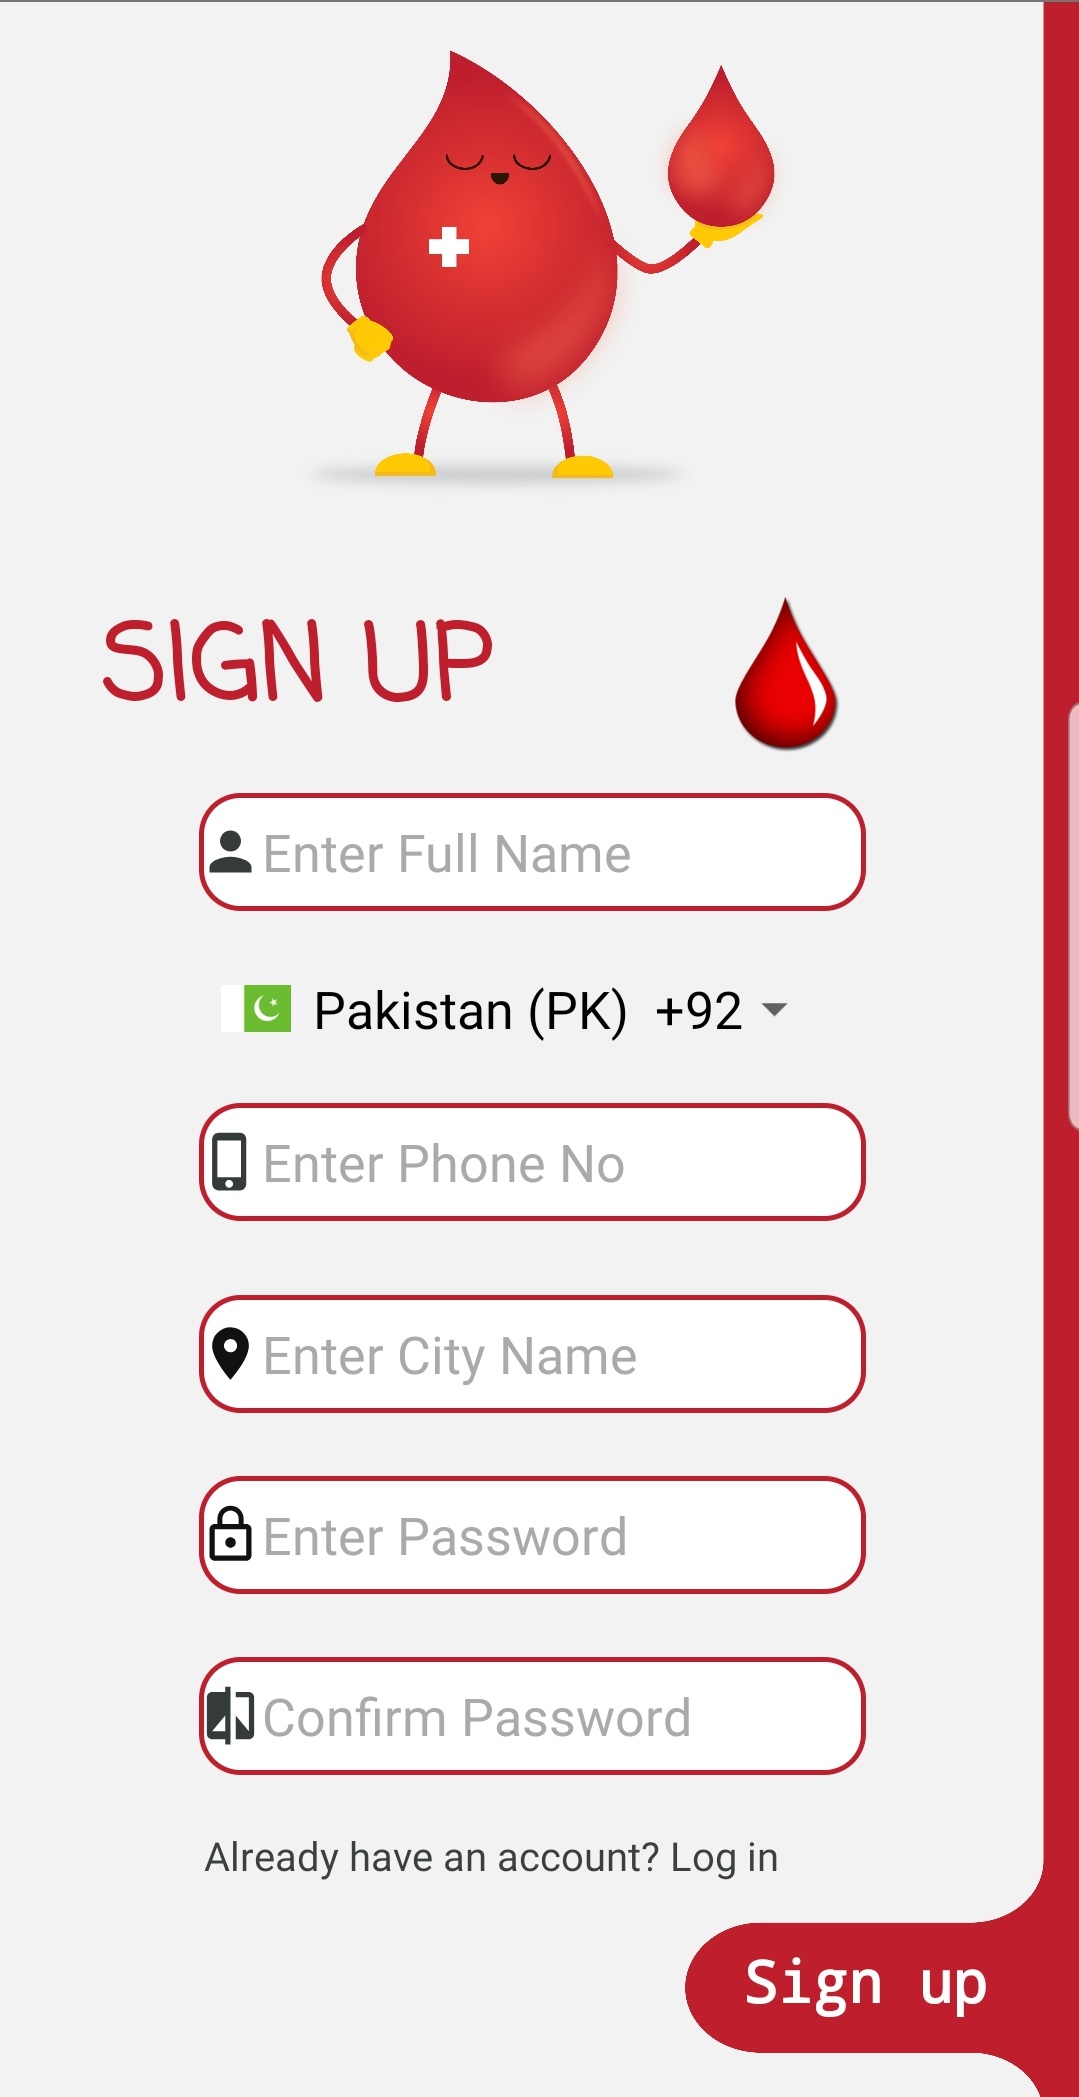 SIGN UP
Enter Full Name
Pakistan (PK) +92
Enter Phone No
Enter City Name
Enter Password
Confirm Password
Already have an account? Log in
Sign up